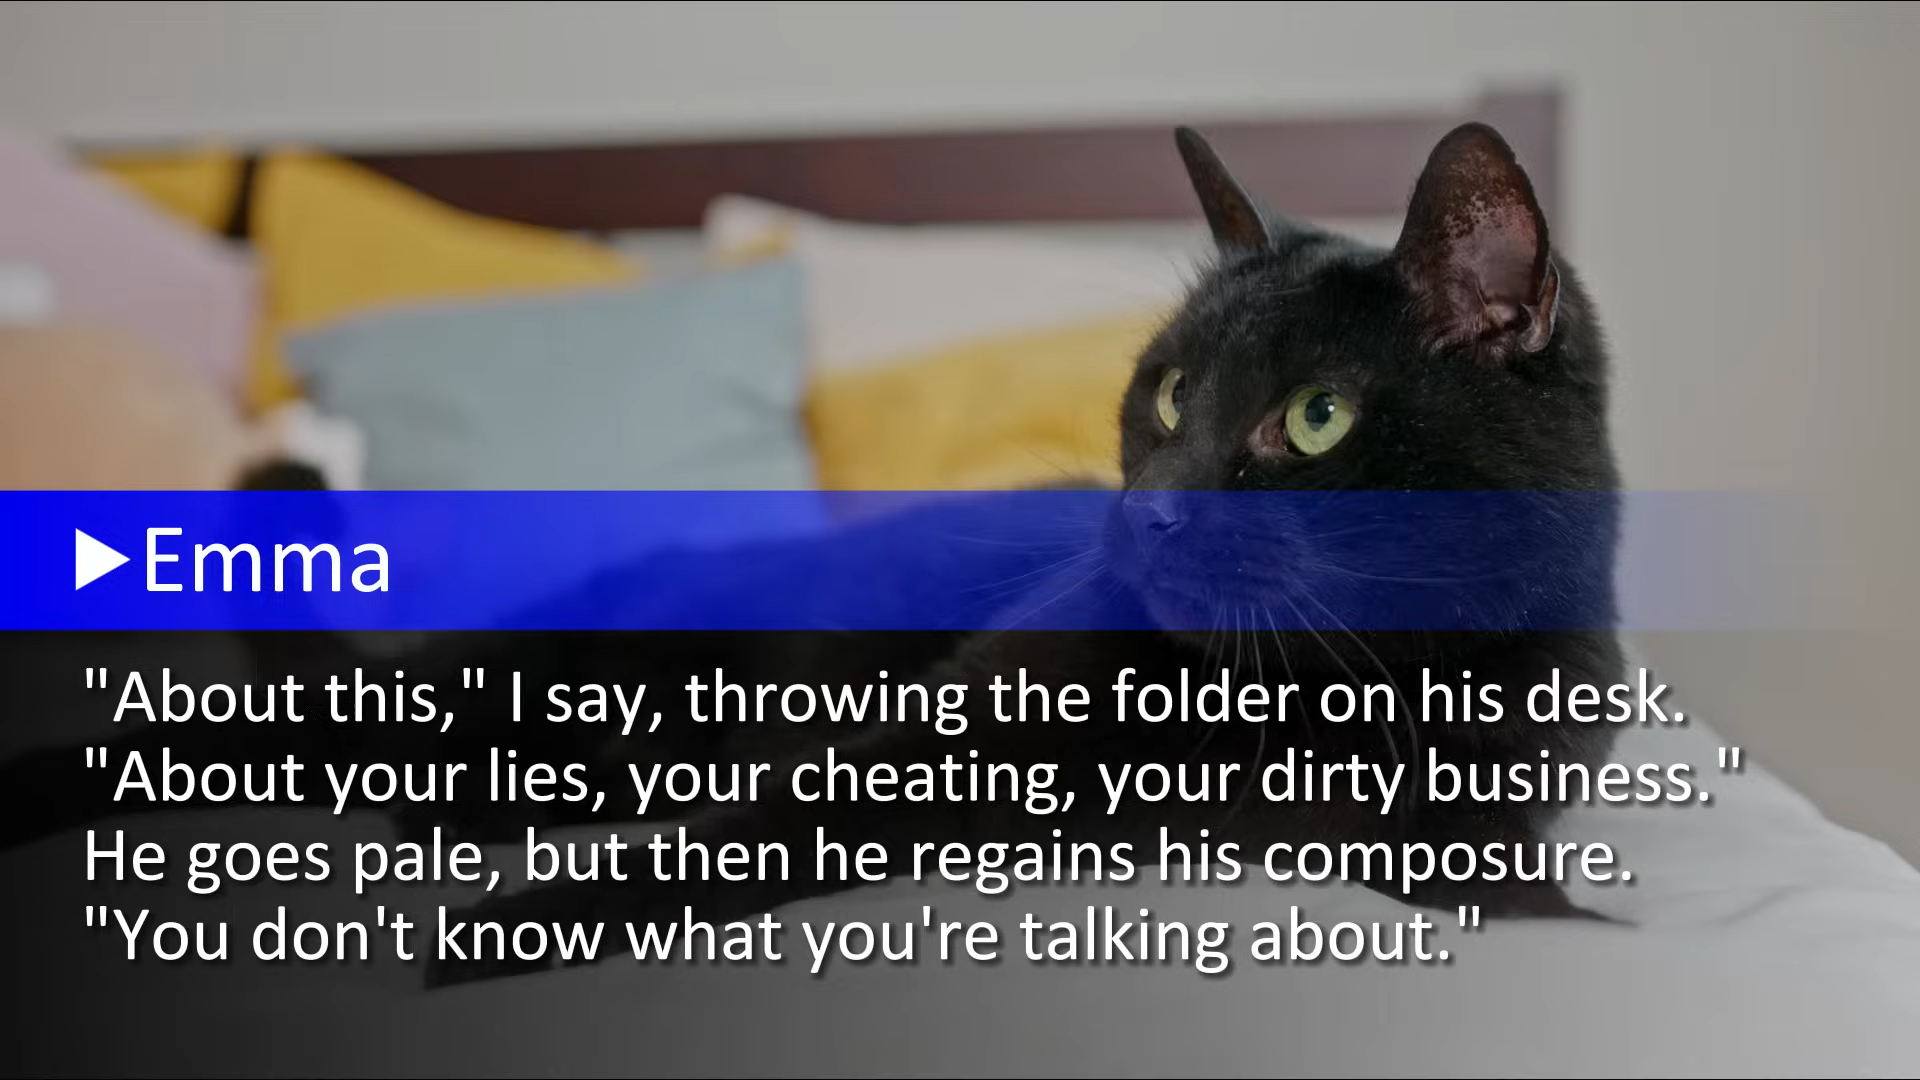 ▶Emma
"About this," I say, throwing the folder on his desk.
"About your lies, your cheating, your dirty business."
He goes pale, but then he regains his composure.
"You don't know what you're talking about."